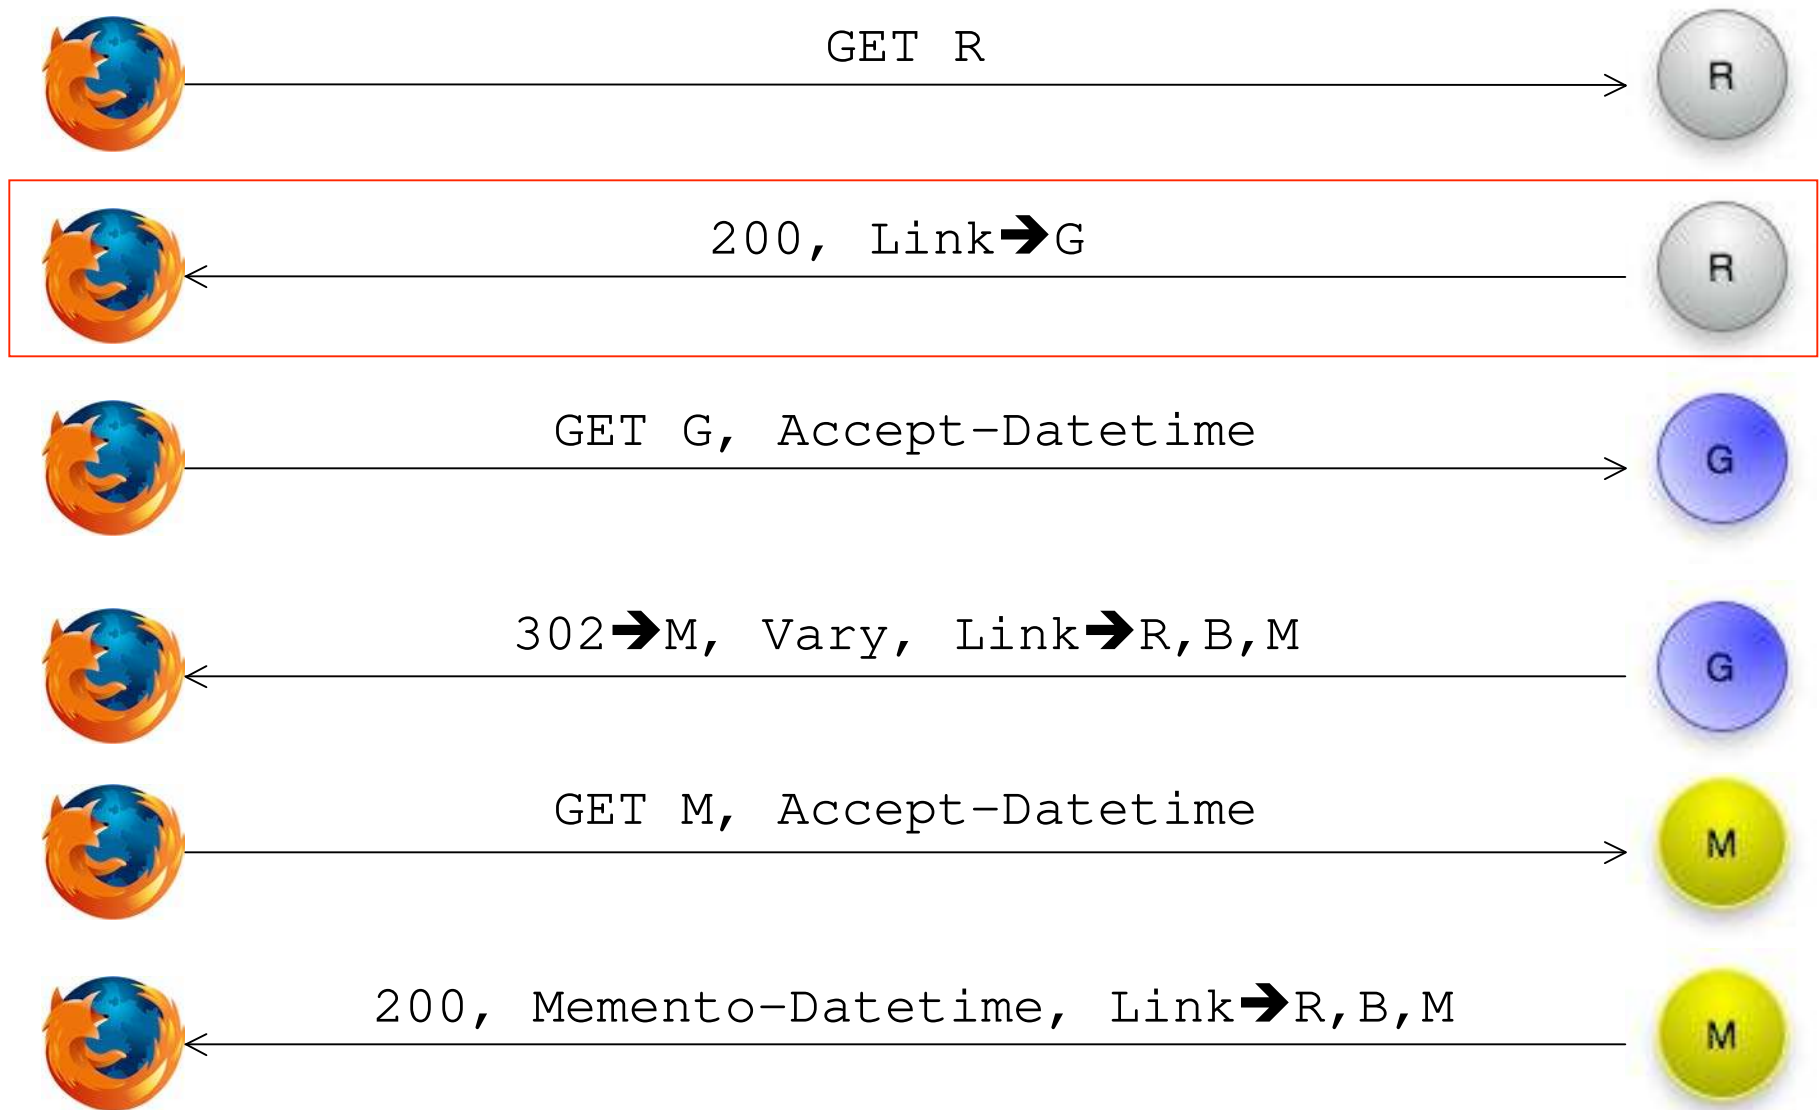 GET R
R
200, Link➔G
R
GET G, Accept-Datetime
G
302➔M, Vary, Link➔R,B,M
G
GET M, Accept-Datetime
M
200, Memento-Datetime, Link➔R,B,M
M